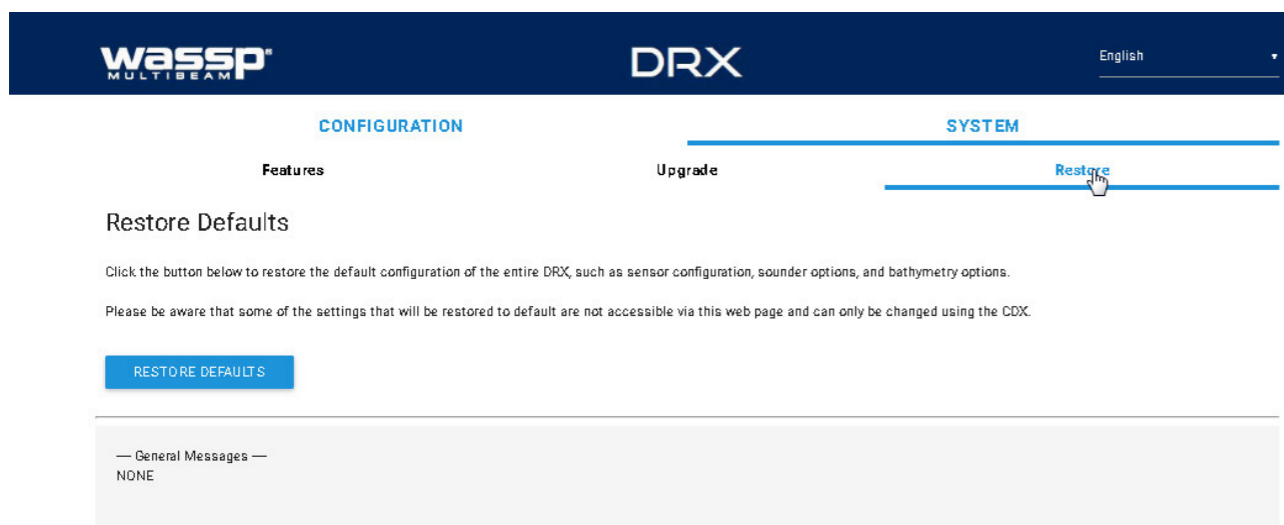 wassp®
MULTIBEAM
DRX
English
CONFIGURATION
SYSTEM
Features
Upgrade
Restore
Restore Defaults
Click the button below to restore the default configuration of the entire DRX, such as sensor configuration, sounder options, and bathymetry options.
Please be aware that some of the settings that will be restored to default are not accessible via this web page and can only be changed using the CDX.
RESTORE DEFAULTS
— General Messages —
NONE